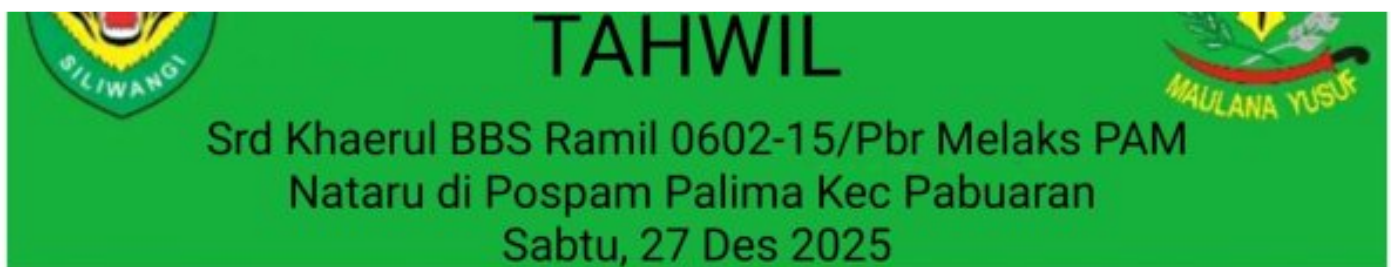 TAHWIL
SILIWANGI
MAULANA YUSUF
Srd Khaerul BBS Ramil 0602-15/Pbr Melaks PAM
Nataru di Pospam Palima Kec Pabuaran
Sabtu, 27 Des 2025